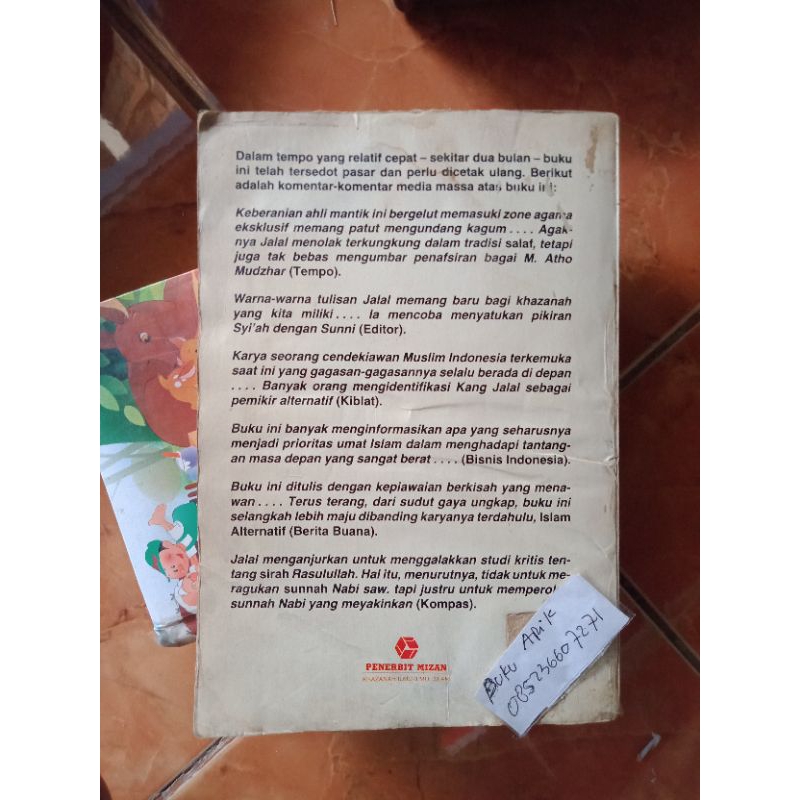 Dalam tempo yang relatif cepat – sekitar dua bulan – buku
ini telah tersedot pasar dan perlu dicetak ulang. Berikut
adalah komentar-komentar media massa atas buku ini:
Keberanian ahli mantik ini bergelut memasuki zone agama
eksklusif memang patut mengundang kagum .... Agak-
nya Jalal menolak terkungkung dalam tradisi salaf, tetapi
juga tak bebas mengumbar penafsiran bagai M. Atho
Mudzhar (Tempo).
Warna-warna tulisan Jalal memang baru bagi khazanah
yang kita miliki .... Ia mencoba menyatukan pikiran
Syi'ah dengan Sunni (Editor).
Karya seorang cendekiawan Muslim Indonesia terkemuka
saat ini yang gagasan-gagasannya selalu berada di depan
.... Banyak orang mengidentifikasi Kang Jalal sebagai
pemikir alternatif (Kiblat).
Buku ini banyak menginformasikan apa yang seharusnya
menjadi prioritas umat Islam dalam menghadapi tantang-
an masa depan yang sangat berat .... (Bisnis Indonesia).
Buku ini ditulis dengan kepiawaian berkisah yang mena-
wan .... Terus terang, dari sudut gaya ungkap, buku ini
selangkah lebih maju dibanding karyanya terdahulu, Islam
Alternatif (Berita Buana).
Jalal menganjurkan untuk menggalakkan studi kritis ten-
tang sirah Rasulullah. Hal itu, menurutnya, tidak untuk me-
ragukan sunnah Nabi saw. tapi justru untuk memperol
sunnah Nabi yang meyakinkan (Kompas).
PENERBIT MIZAN
KHAZANAH ILMU-ILMU ISLAM
BUKU APIK
085236607271